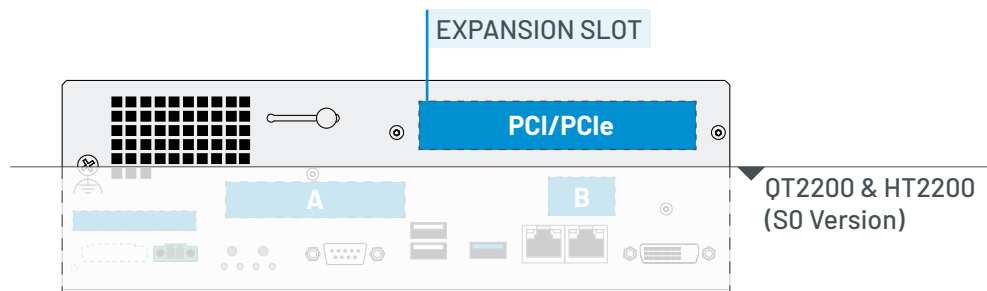 EXPANSION SLOT
PCI/PCIe
A
B
QT2200 & HT2200
(S0 Version)